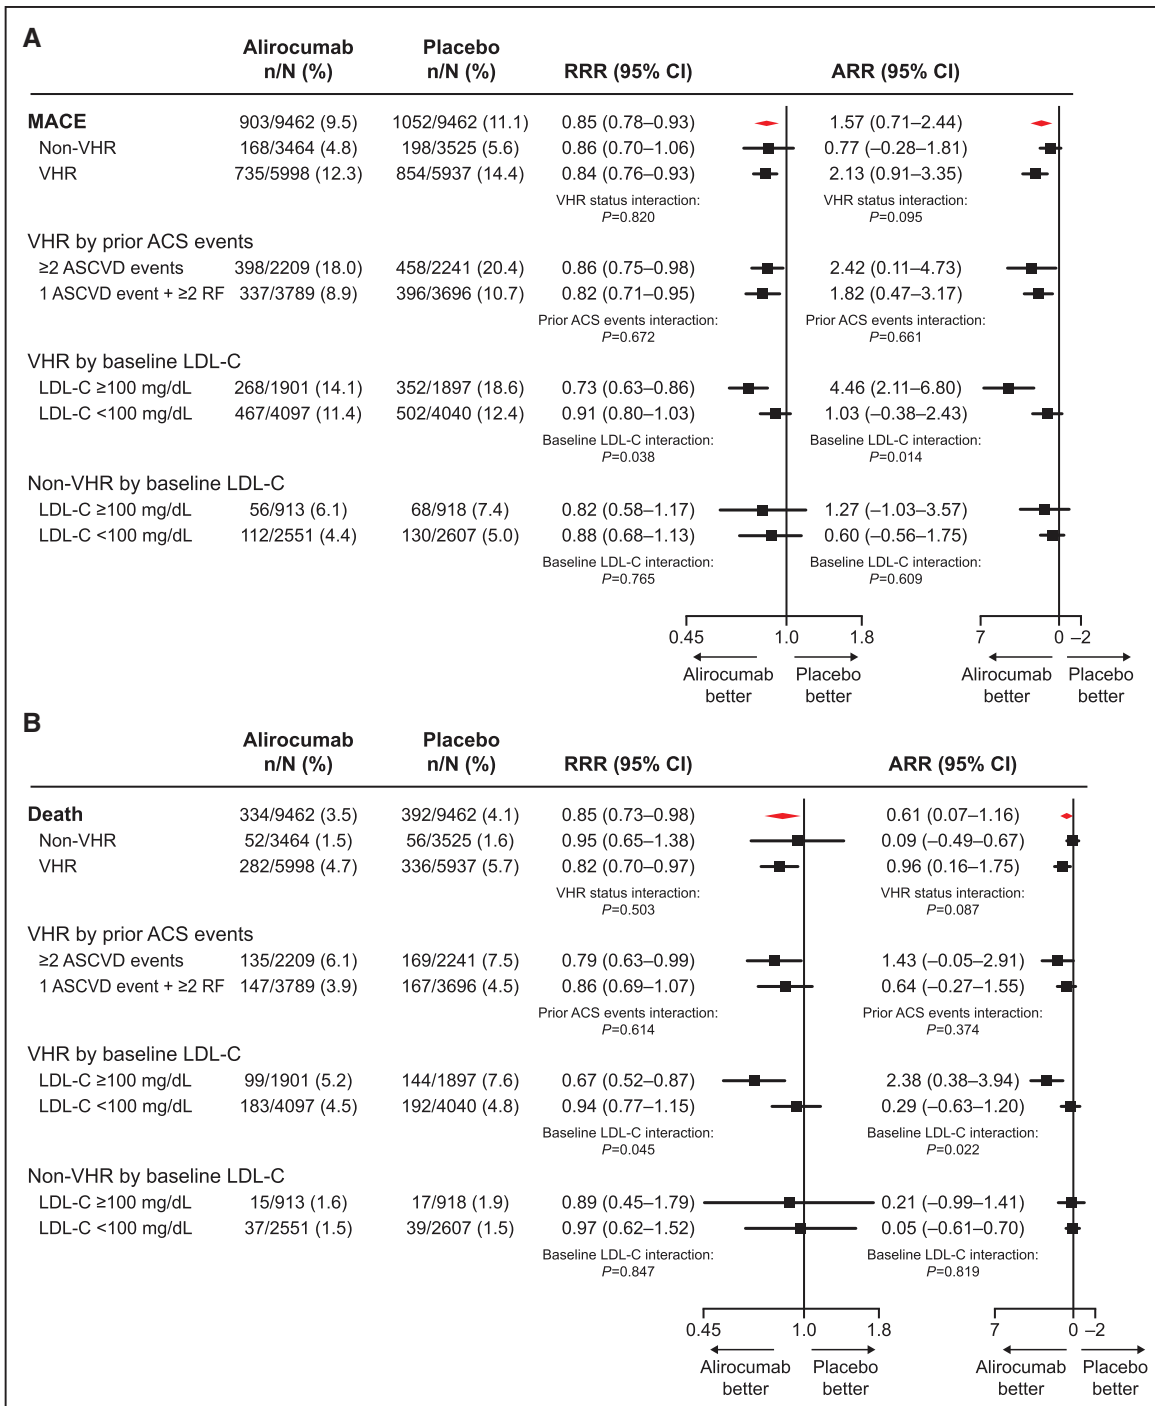 A
Alirocumab Placebo
n/N (%) n/N (%) RRR (95% CI) ARR (95% CI)
MACE 903/9462 (9.5) 1052/9462 (11.1) 0.85 (0.78–0.93) 1.57 (0.71–2.44)
Non-VHR 168/3464 (4.8) 198/3525 (5.6) 0.86 (0.70–1.06) 0.77 (−0.28–1.81)
VHR 735/5998 (12.3) 854/5937 (14.4) 0.84 (0.76–0.93) 2.13 (0.91–3.35)
VHR status interaction: VHR status interaction:
P=0.820 P=0.095
VHR by prior ACS events
≥2 ASCVD events 398/2209 (18.0) 458/2241 (20.4) 0.86 (0.75–0.98) 2.42 (0.11–4.73)
1 ASCVD event + ≥2 RF 337/3789 (8.9) 396/3696 (10.7) 0.82 (0.71–0.95) 1.82 (0.47–3.17)
Prior ACS events interaction: Prior ACS events interaction:
P=0.672 P=0.661
VHR by baseline LDL-C
LDL-C ≥100 mg/dL 268/1901 (14.1) 352/1897 (18.6) 0.73 (0.63–0.86) 4.46 (2.11–6.80)
LDL-C <100 mg/dL 467/4097 (11.4) 502/4040 (12.4) 0.91 (0.80–1.03) 1.03 (−0.38–2.43)
Baseline LDL-C interaction: Baseline LDL-C interaction:
P=0.038 P=0.014
Non-VHR by baseline LDL-C
LDL-C ≥100 mg/dL 56/913 (6.1) 68/918 (7.4) 0.82 (0.58–1.17) 1.27 (−1.03–3.57)
LDL-C <100 mg/dL 112/2551 (4.4) 130/2607 (5.0) 0.88 (0.68–1.13) 0.60 (−0.56–1.75)
Baseline LDL-C interaction: Baseline LDL-C interaction:
P=0.765 P=0.609
0.45 1.0 1.8 7 0 −2
Alirocumab Placebo Alirocumab Placebo
better better better better
B
Alirocumab Placebo
n/N (%) n/N (%) RRR (95% CI) ARR (95% CI)
Death 334/9462 (3.5) 392/9462 (4.1) 0.85 (0.73–0.98) 0.61 (0.07–1.16)
Non-VHR 52/3464 (1.5) 56/3525 (1.6) 0.95 (0.65–1.38) 0.09 (−0.49–0.67)
VHR 282/5998 (4.7) 336/5937 (5.7) 0.82 (0.70–0.97) 0.96 (0.16–1.75)
VHR status interaction: VHR status interaction:
P=0.503 P=0.087
VHR by prior ACS events
≥2 ASCVD events 135/2209 (6.1) 169/2241 (7.5) 0.79 (0.63–0.99) 1.43 (−0.05–2.91)
1 ASCVD event + ≥2 RF 147/3789 (3.9) 167/3696 (4.5) 0.86 (0.69–1.07) 0.64 (−0.27–1.55)
Prior ACS events interaction: Prior ACS events interaction:
P=0.614 P=0.374
VHR by baseline LDL-C
LDL-C ≥100 mg/dL 99/1901 (5.2) 144/1897 (7.6) 0.67 (0.52–0.87) 2.38 (0.38–3.94)
LDL-C <100 mg/dL 183/4097 (4.5) 192/4040 (4.8) 0.94 (0.77–1.15) 0.29 (−0.63–1.20)
Baseline LDL-C interaction: Baseline LDL-C interaction:
P=0.045 P=0.022
Non-VHR by baseline LDL-C
LDL-C ≥100 mg/dL 15/913 (1.6) 17/918 (1.9) 0.89 (0.45–1.79) 0.21 (−0.99–1.41)
LDL-C <100 mg/dL 37/2551 (1.5) 39/2607 (1.5) 0.97 (0.62–1.52) 0.05 (−0.61–0.70)
Baseline LDL-C interaction: Baseline LDL-C interaction:
P=0.847 P=0.819
0.45 1.0 1.8 7 0 −2
Alirocumab Placebo Alirocumab Placebo
better better better better